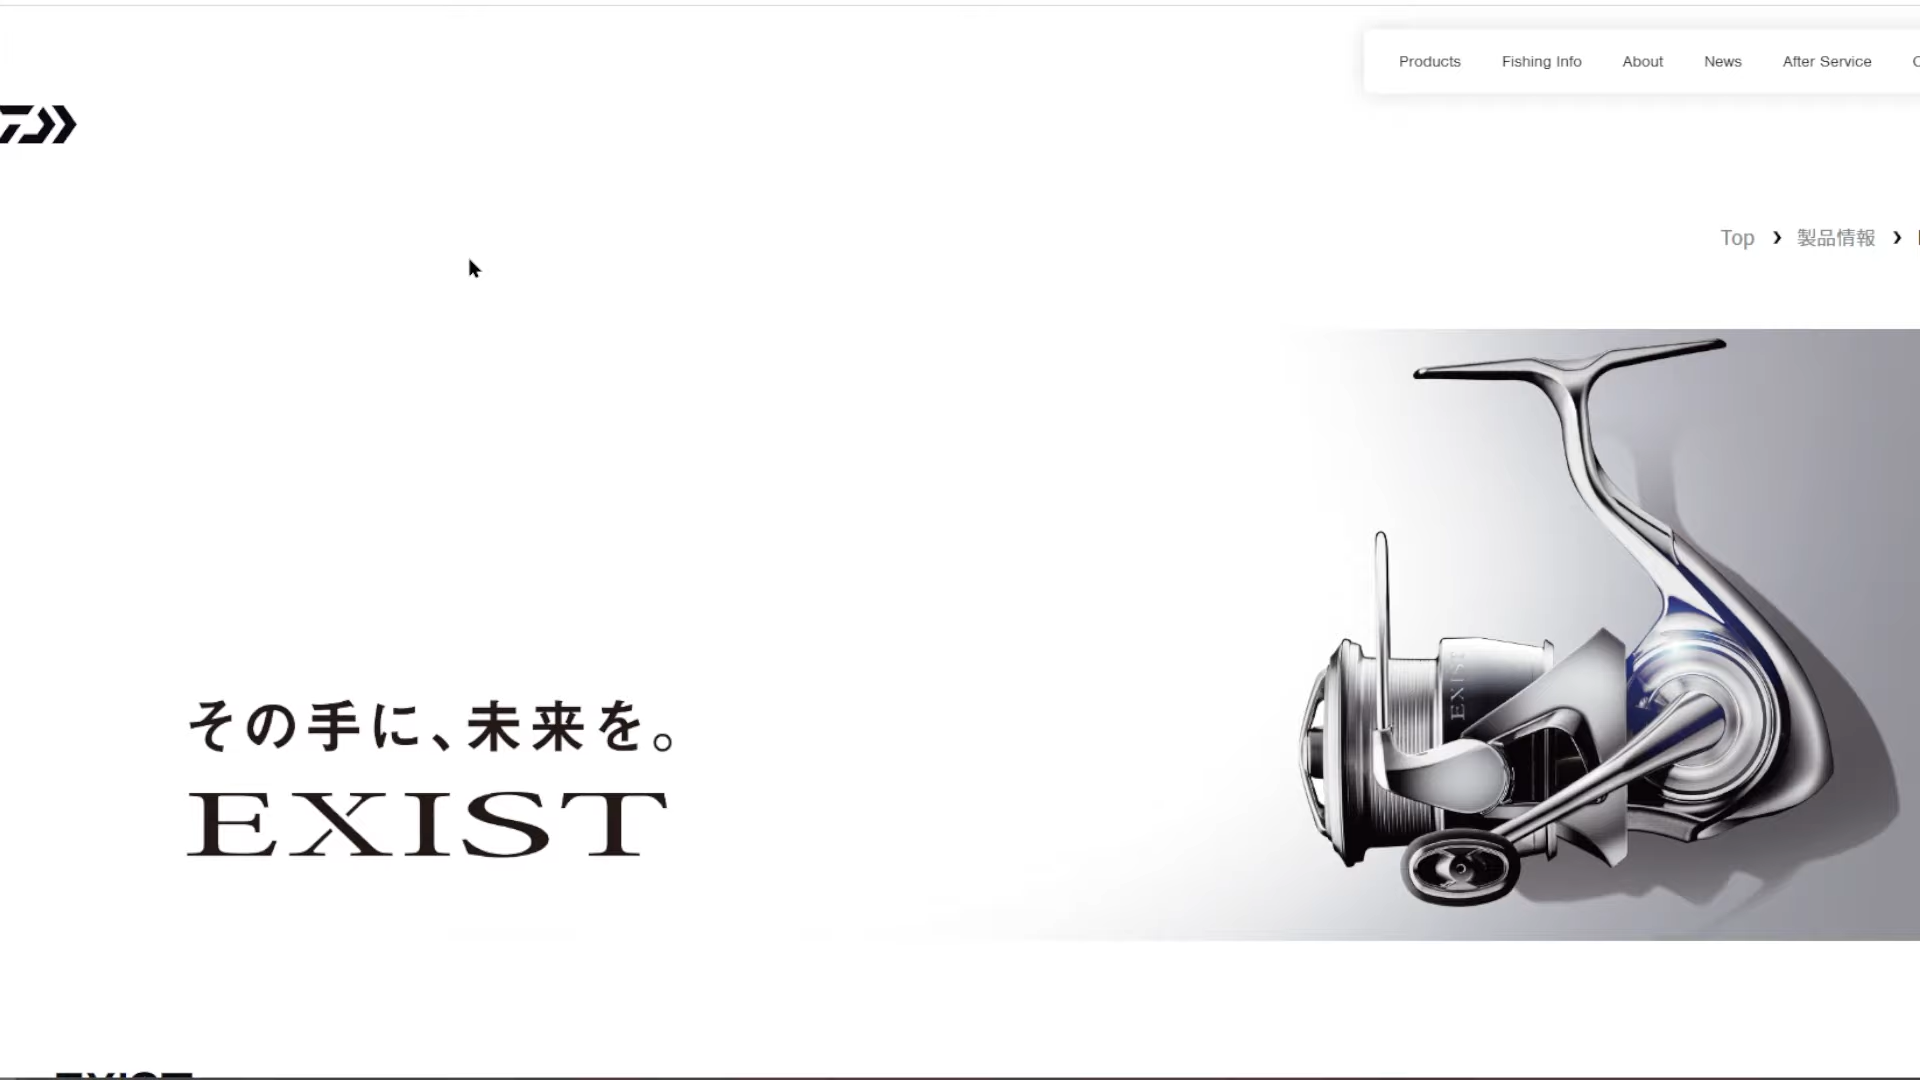 Products Fishing Info About News After Service
Top › 製品情報 ›
その手に、未来を。
EXIST
EXIST